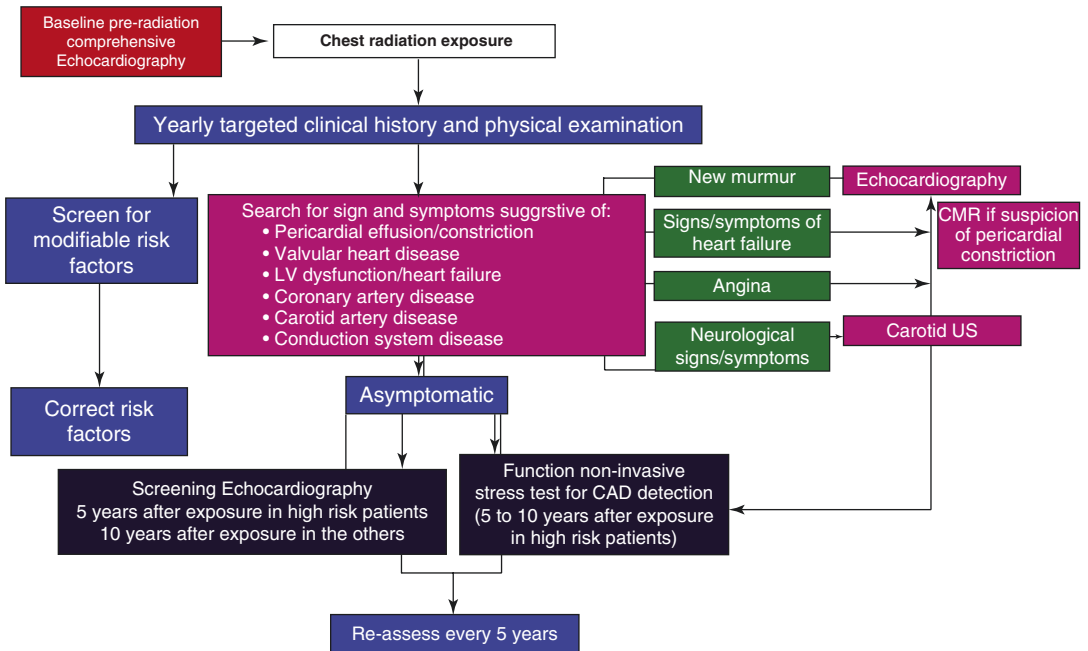 Baseline pre-radiation
comprehensive
Echocardiography
Chest radiation exposure
Yearly targeted clinical history and physical examination
Screen for
modifiable risk
factors
Correct risk
factors
Search for sign and symptoms suggrstive of:
• Pericardial effusion/constriction
• Valvular heart disease
• LV dysfunction/heart failure
• Coronary artery disease
• Carotid artery disease
• Conduction system disease
New murmur
Signs/symptoms of
heart failure
Angina
Neurological
signs/symptoms
Echocardiography
CMR if suspicion
of pericardial
constriction
Carotid US
Asymptomatic
Screening Echocardiography
5 years after exposure in high risk patients
10 years after exposure in the others
Function non-invasive
stress test for CAD detection
(5 to 10 years after exposure
in high risk patients)
Re-assess every 5 years